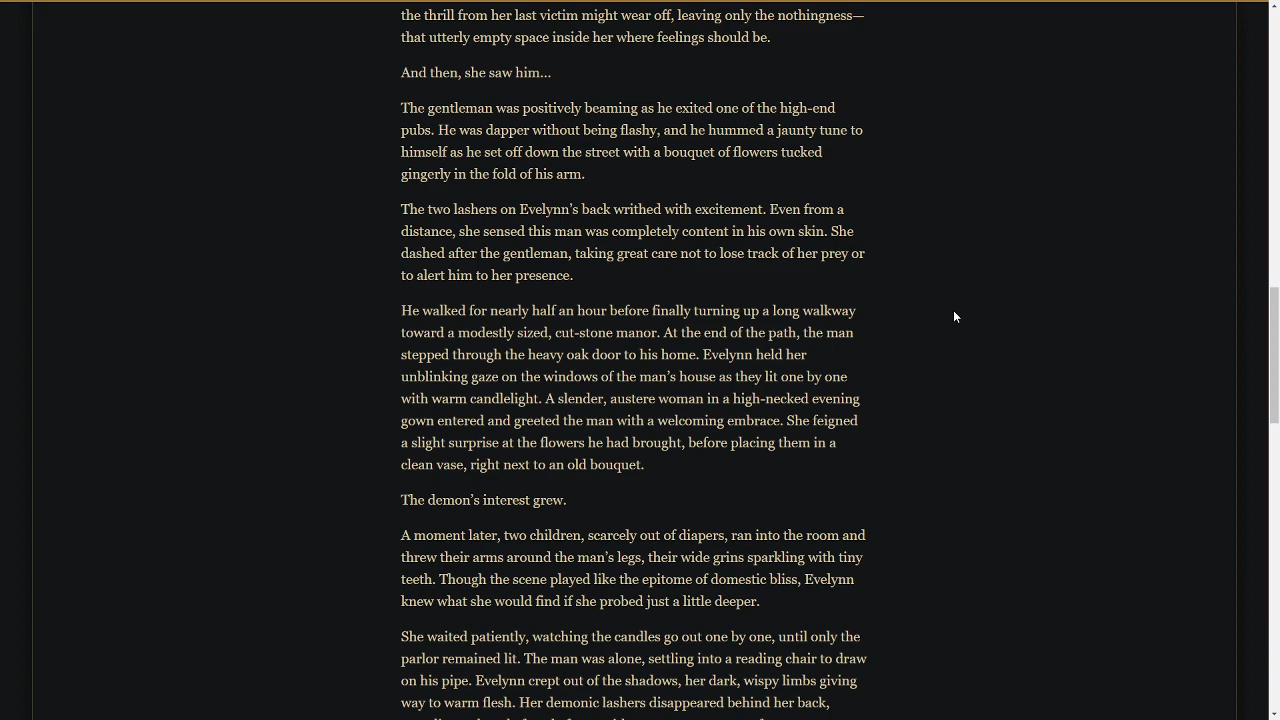 the thrill from her last victim might wear off, leaving only the nothingness—
that utterly empty space inside her where feelings should be.
And then, she saw him…
The gentleman was positively beaming as he exited one of the high-end
pubs. He was dapper without being flashy, and he hummed a jaunty tune to
himself as he set off down the street with a bouquet of flowers tucked
gingerly in the fold of his arm.
The two lashers on Evelynn’s back writhed with excitement. Even from a
distance, she sensed this man was completely content in his own skin. She
dashed after the gentleman, taking great care not to lose track of her prey or
to alert him to her presence.
He walked for nearly half an hour before finally turning up a long walkway
toward a modestly sized, cut-stone manor. At the end of the path, the man
stepped through the heavy oak door to his home. Evelynn held her
unblinking gaze on the windows of the man’s house as they lit one by one
with warm candlelight. A slender, austere woman in a high-necked evening
gown entered and greeted the man with a welcoming embrace. She feigned
a slight surprise at the flowers he had brought, before placing them in a
clean vase, right next to an old bouquet.
The demon’s interest grew.
A moment later, two children, scarcely out of diapers, ran into the room and
threw their arms around the man’s legs, their wide grins sparkling with tiny
teeth. Though the scene played like the epitome of domestic bliss, Evelynn
knew what she would find if she probed just a little deeper.
She waited patiently, watching the candles go out one by one, until only the
parlor remained lit. The man was alone, settling into a reading chair to draw
on his pipe. Evelynn crept out of the shadows, her dark, wispy limbs giving
way to warm flesh. Her demonic lashers disappeared behind her back,